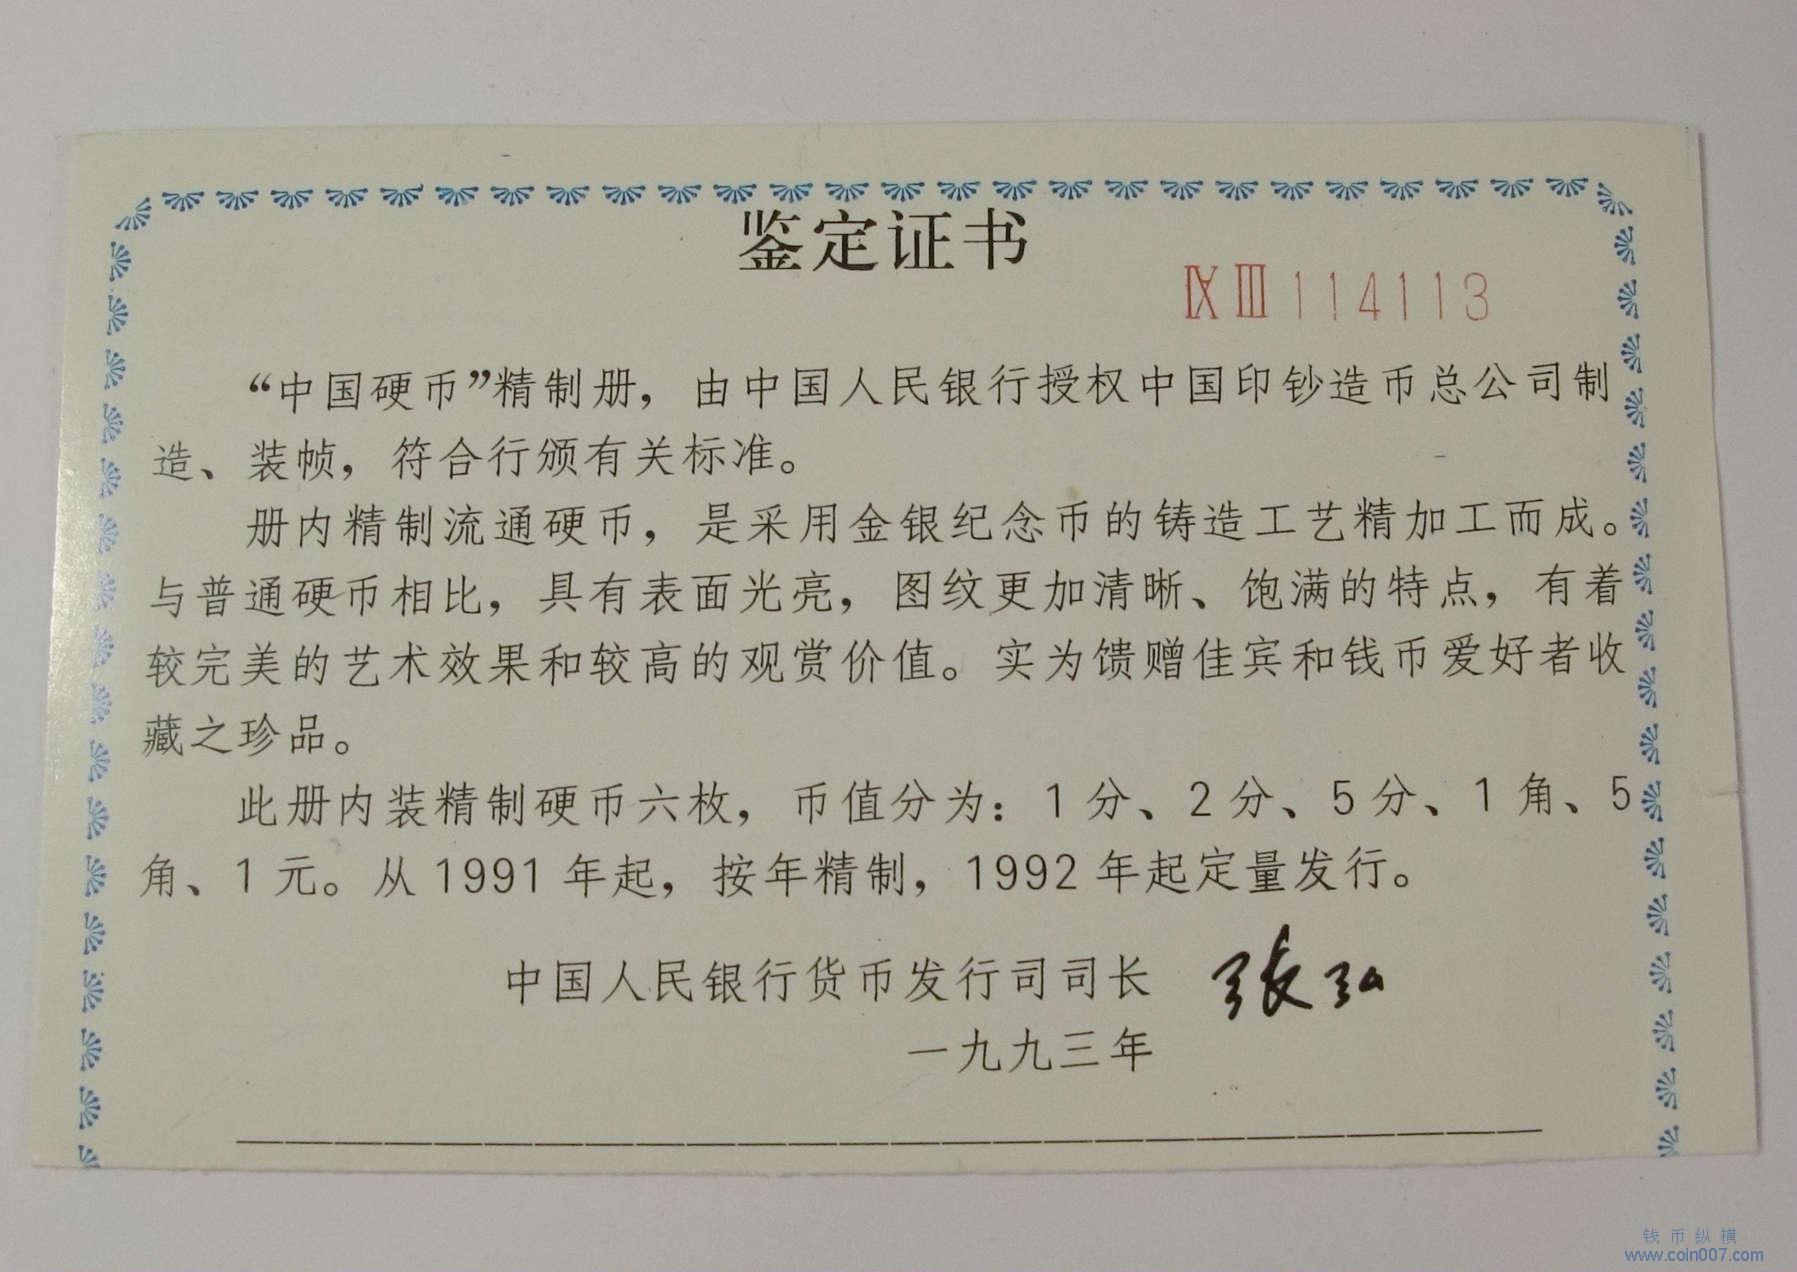 鉴定证书
Ⅸ Ⅲ 114113
“中国硬币”精制册，由中国人民银行授权中国印钞造币总公司制
造、装帧，符合行颁有关标准。
册内精制流通硬币，是采用金银纪念币的铸造工艺精加工而成。
与普通硬币相比，具有表面光亮，图纹更加清晰、饱满的特点，有着
较完美的艺术效果和较高的观赏价值。实为馈赠佳宾和钱币爱好者收
藏之珍品。
此册内装精制硬币六枚，币值分为：1分、2分、5分、1角、5
角、1元。从1991年起，按年精制，1992年起定量发行。
中国人民银行货币发行司司长 张弘
一九九三年
钱币纵横
www.coin007.com